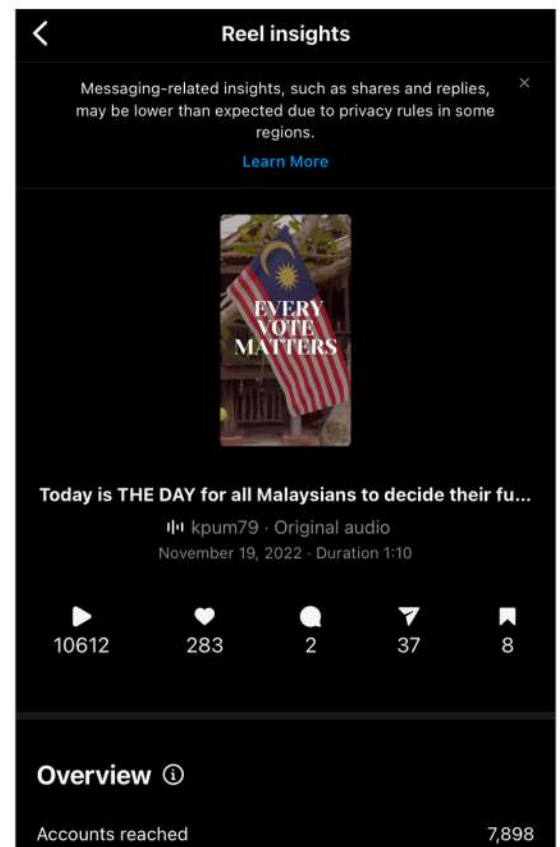 Reel insights
Messaging-related insights, such as shares and replies,
may be lower than expected due to privacy rules in some
regions.
Learn More
EVERY
VOTE
MATTERS
Today is THE DAY for all Malaysians to decide their fu...
kpum79 · Original audio
November 19, 2022 · Duration 1:10
10612 283 2 37 8
Overview
Accounts reached 7,898